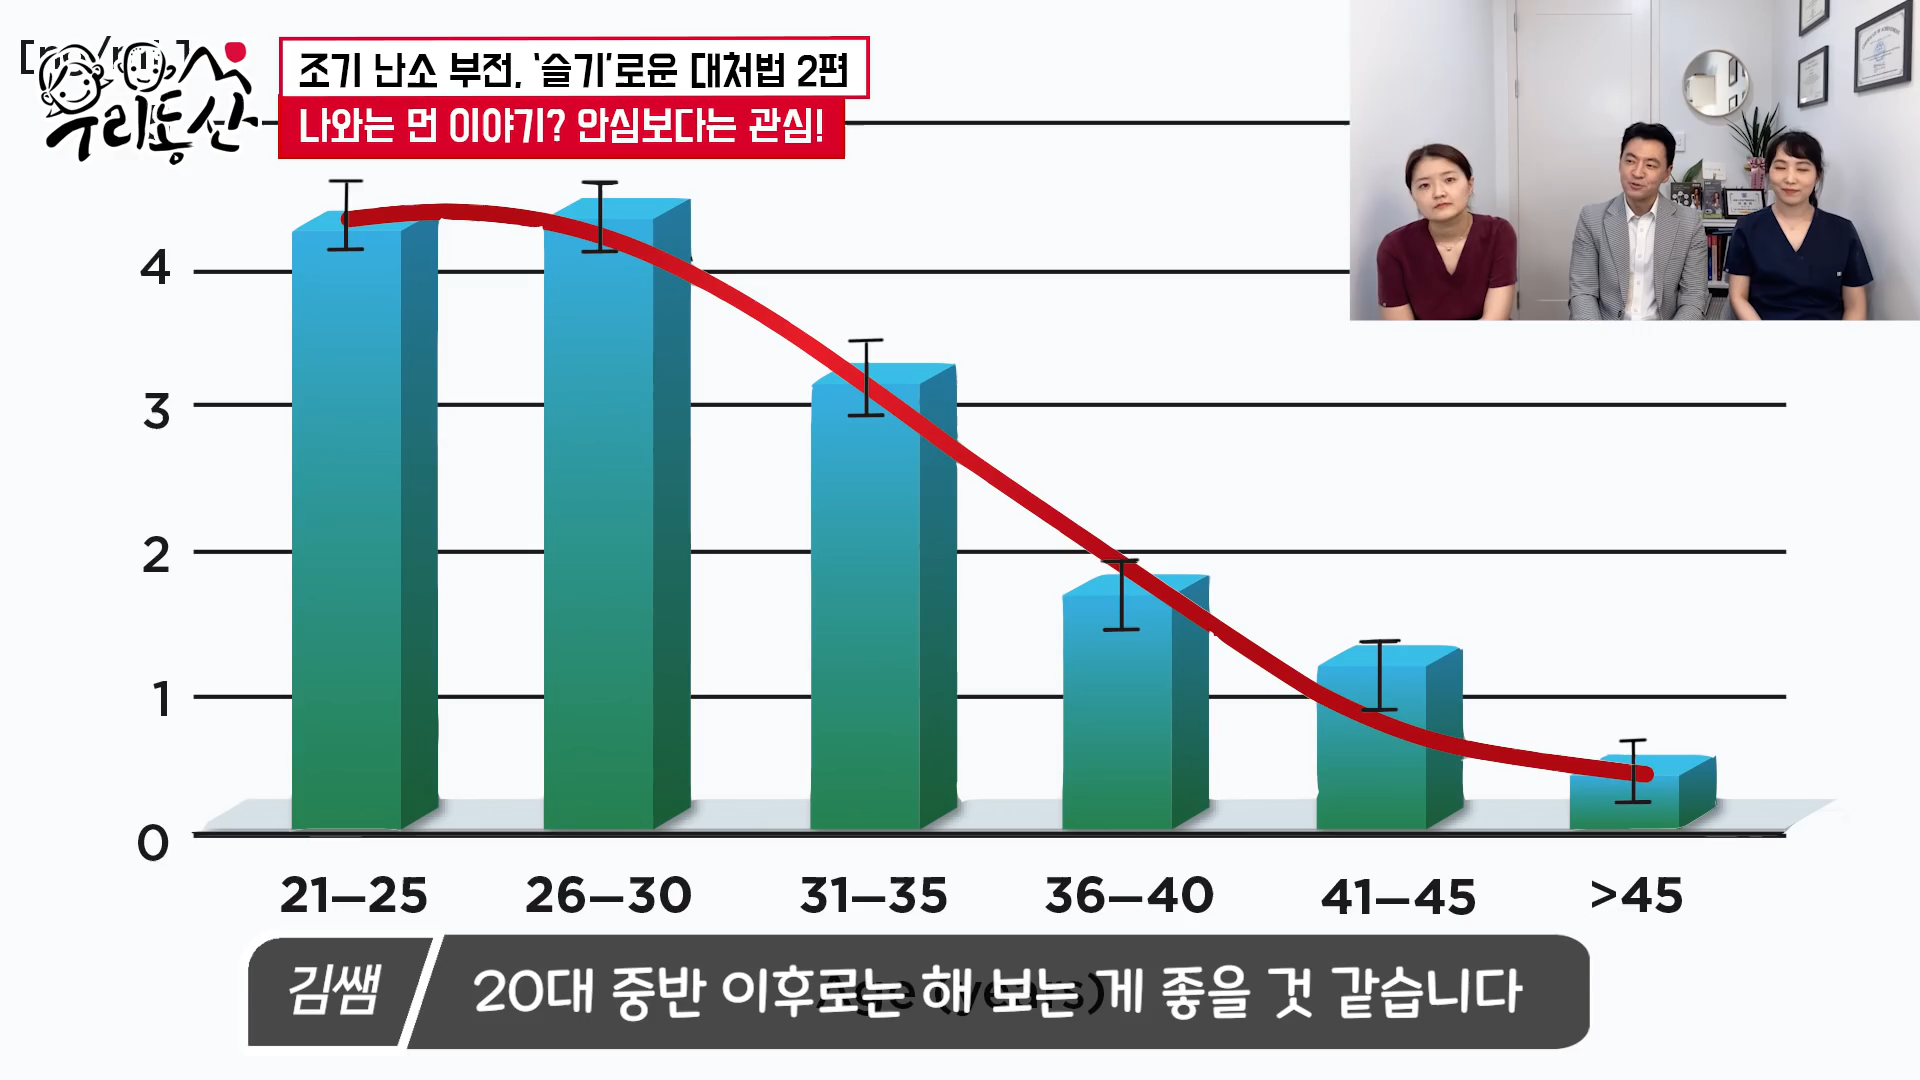 우리동산
조기 난소 부전, '슬기'로운 대처법 2편
나와는 먼 이야기? 안심보다는 관심!
4
3
2
1
0
21–25 26–30 31–35 36–40 41–45 >45
Age (years)
김쌤 20대 중반 이후로는 해 보는 게 좋을 것 같습니다